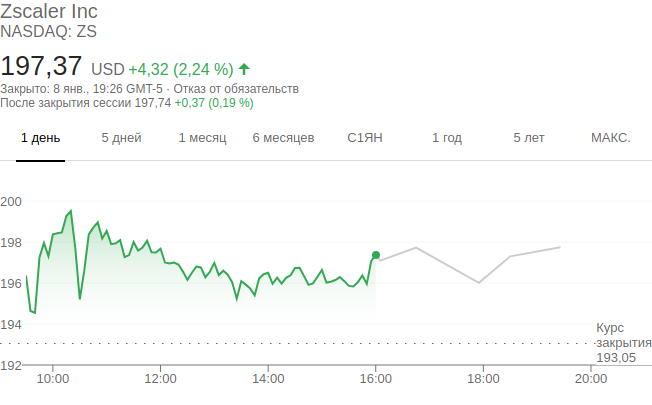 Zscaler Inc
NASDAQ: ZS
197,37 USD +4,32 (2,24 %)
Закрыто: 8 янв., 19:26 GMT-5 · Отказ от обязательств
После закрытия сессии 197,74 +0,37 (0,19 %)
1 день 5 дней 1 месяц 6 месяцев С1ЯН 1 год 5 лет МАКС.
200
198
196
194
Курс
закрытия
193,05
192
10:00 12:00 14:00 16:00 18:00 20:00